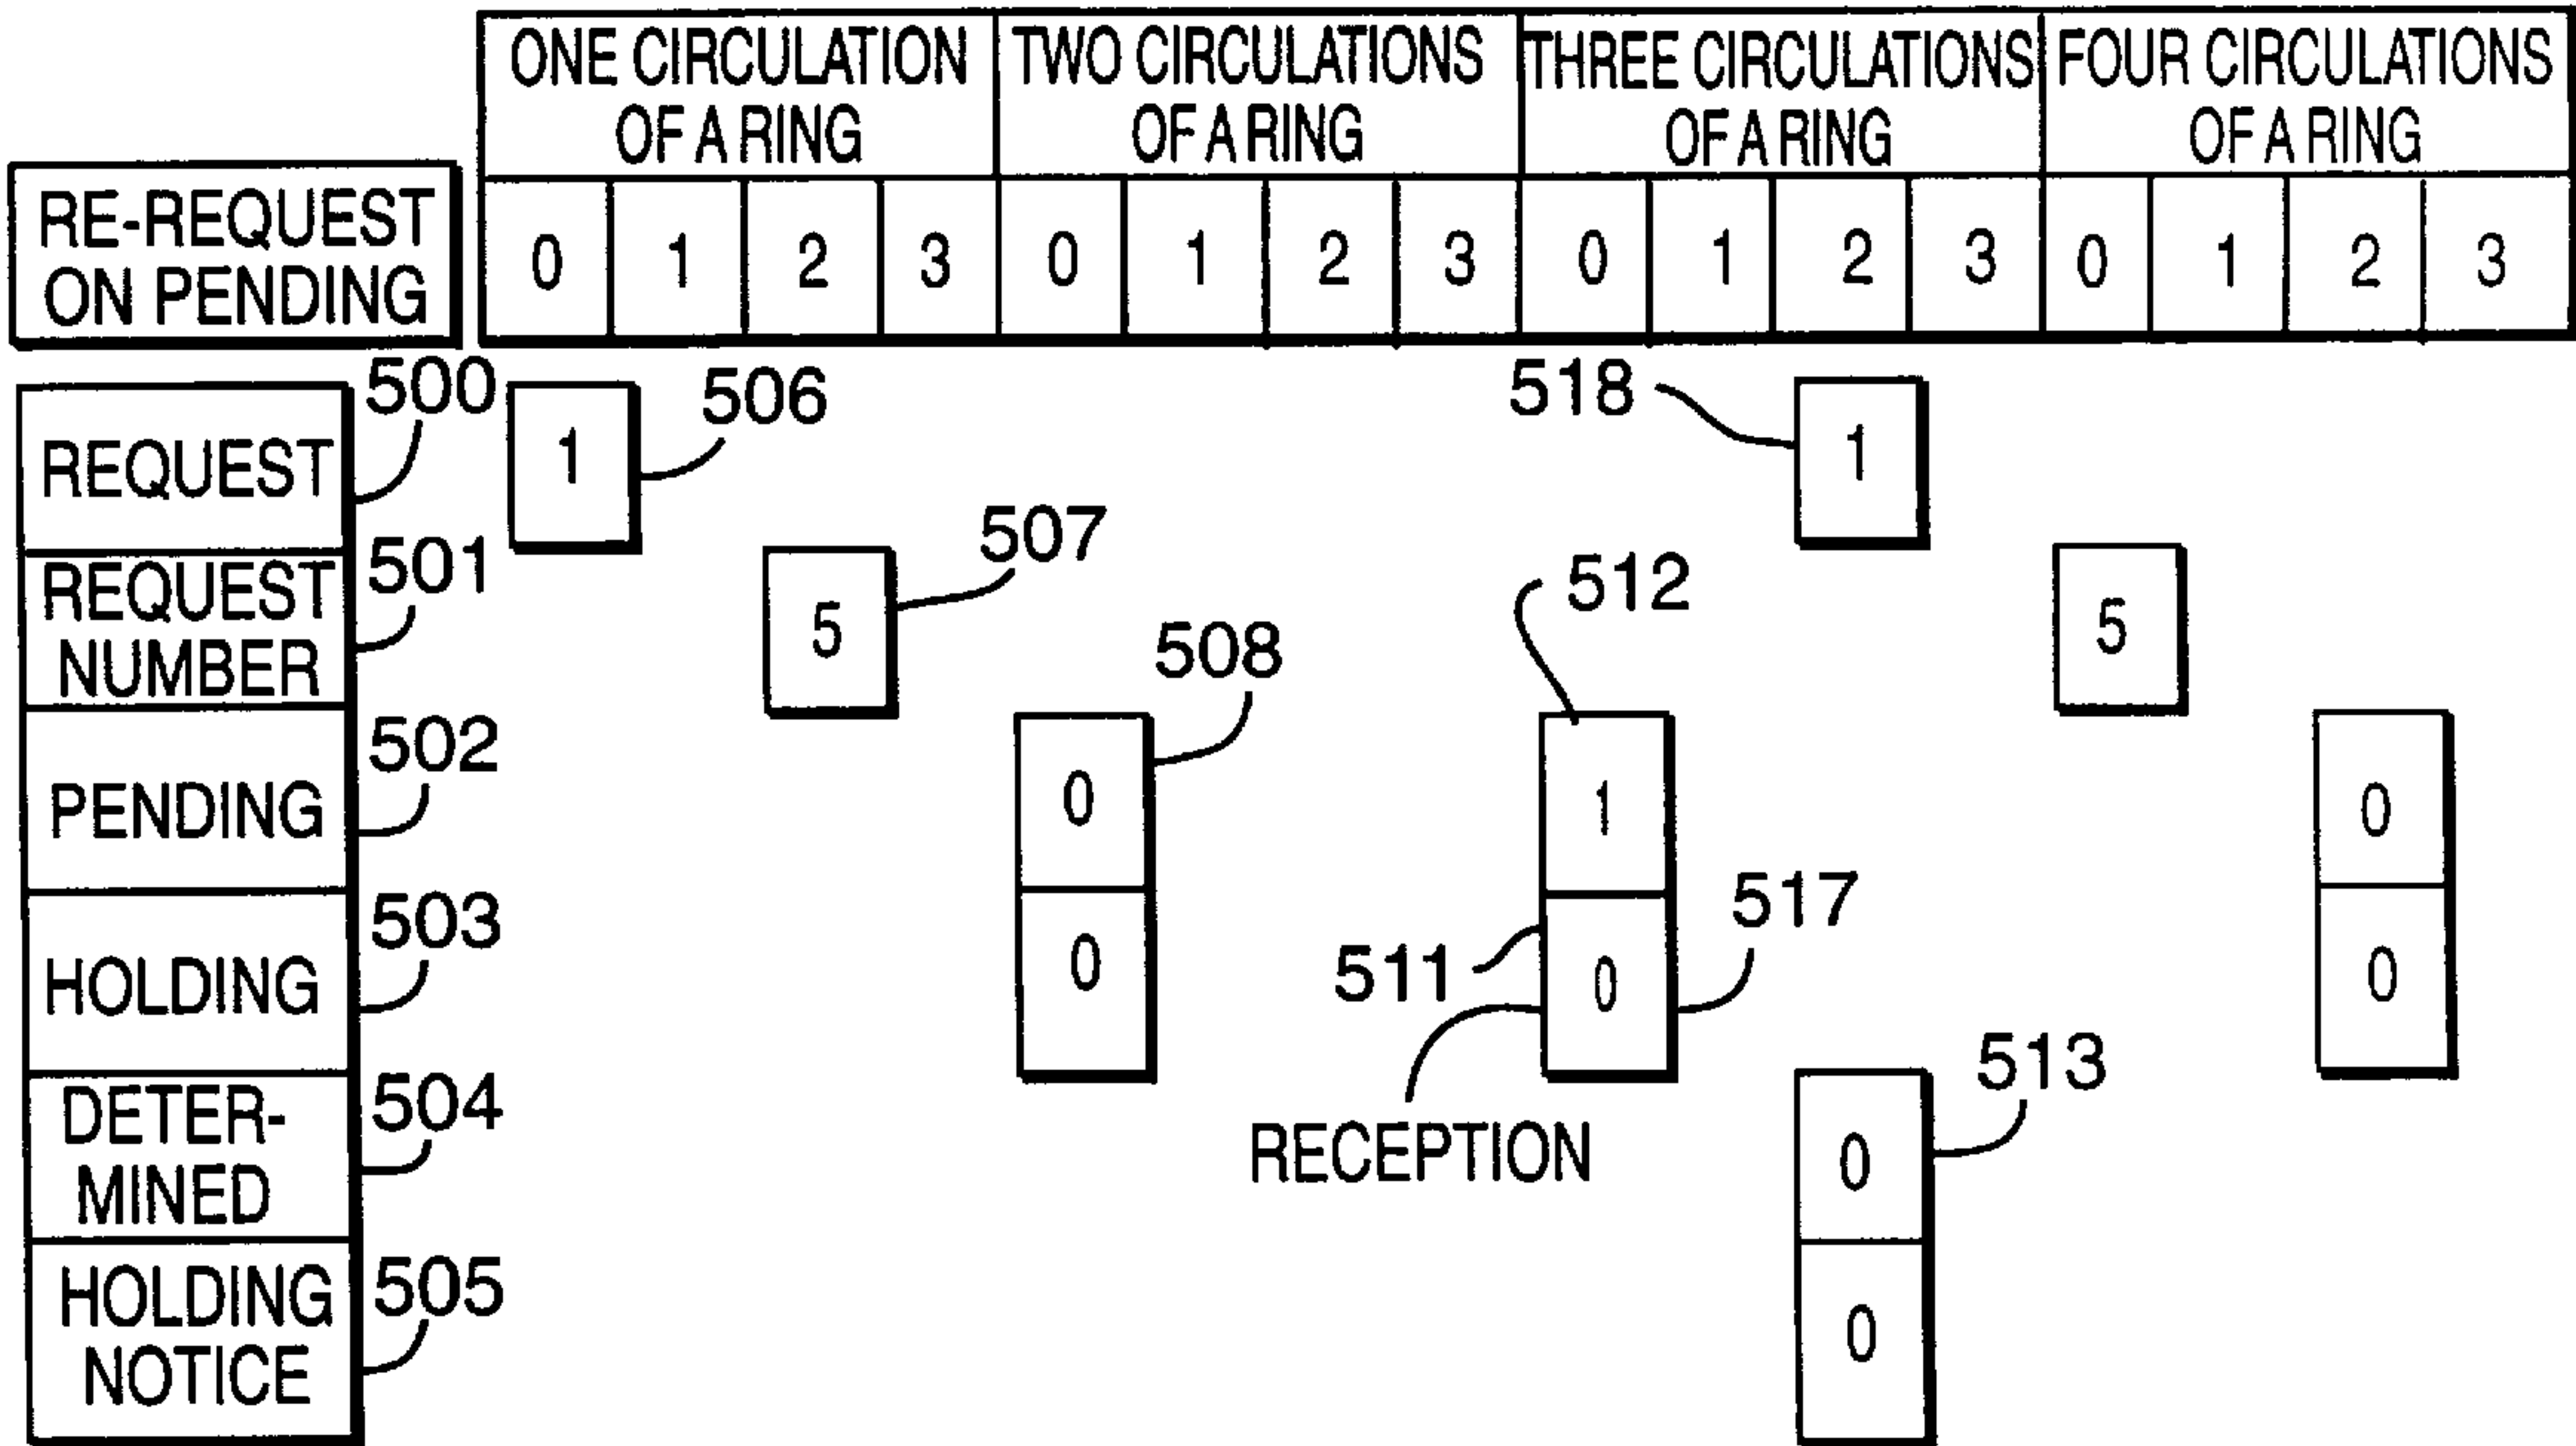 ONE CIRCULATION OF A RING
TWO CIRCULATIONS OF A RING
THREE CIRCULATIONS OF A RING
FOUR CIRCULATIONS OF A RING
RE-REQUEST
ON PENDING
0 1 2 3 0 1 2 3 0 1 2 3 0 1 2 3
REQUEST 500 1 506 518 1
REQUEST
NUMBER 501 5 507 5
PENDING 502 0 508 1 512 0
HOLDING 503 0 511 0 517 0
RECEPTION
DETER-
MINED 504 0 513
HOLDING
NOTICE 505 0